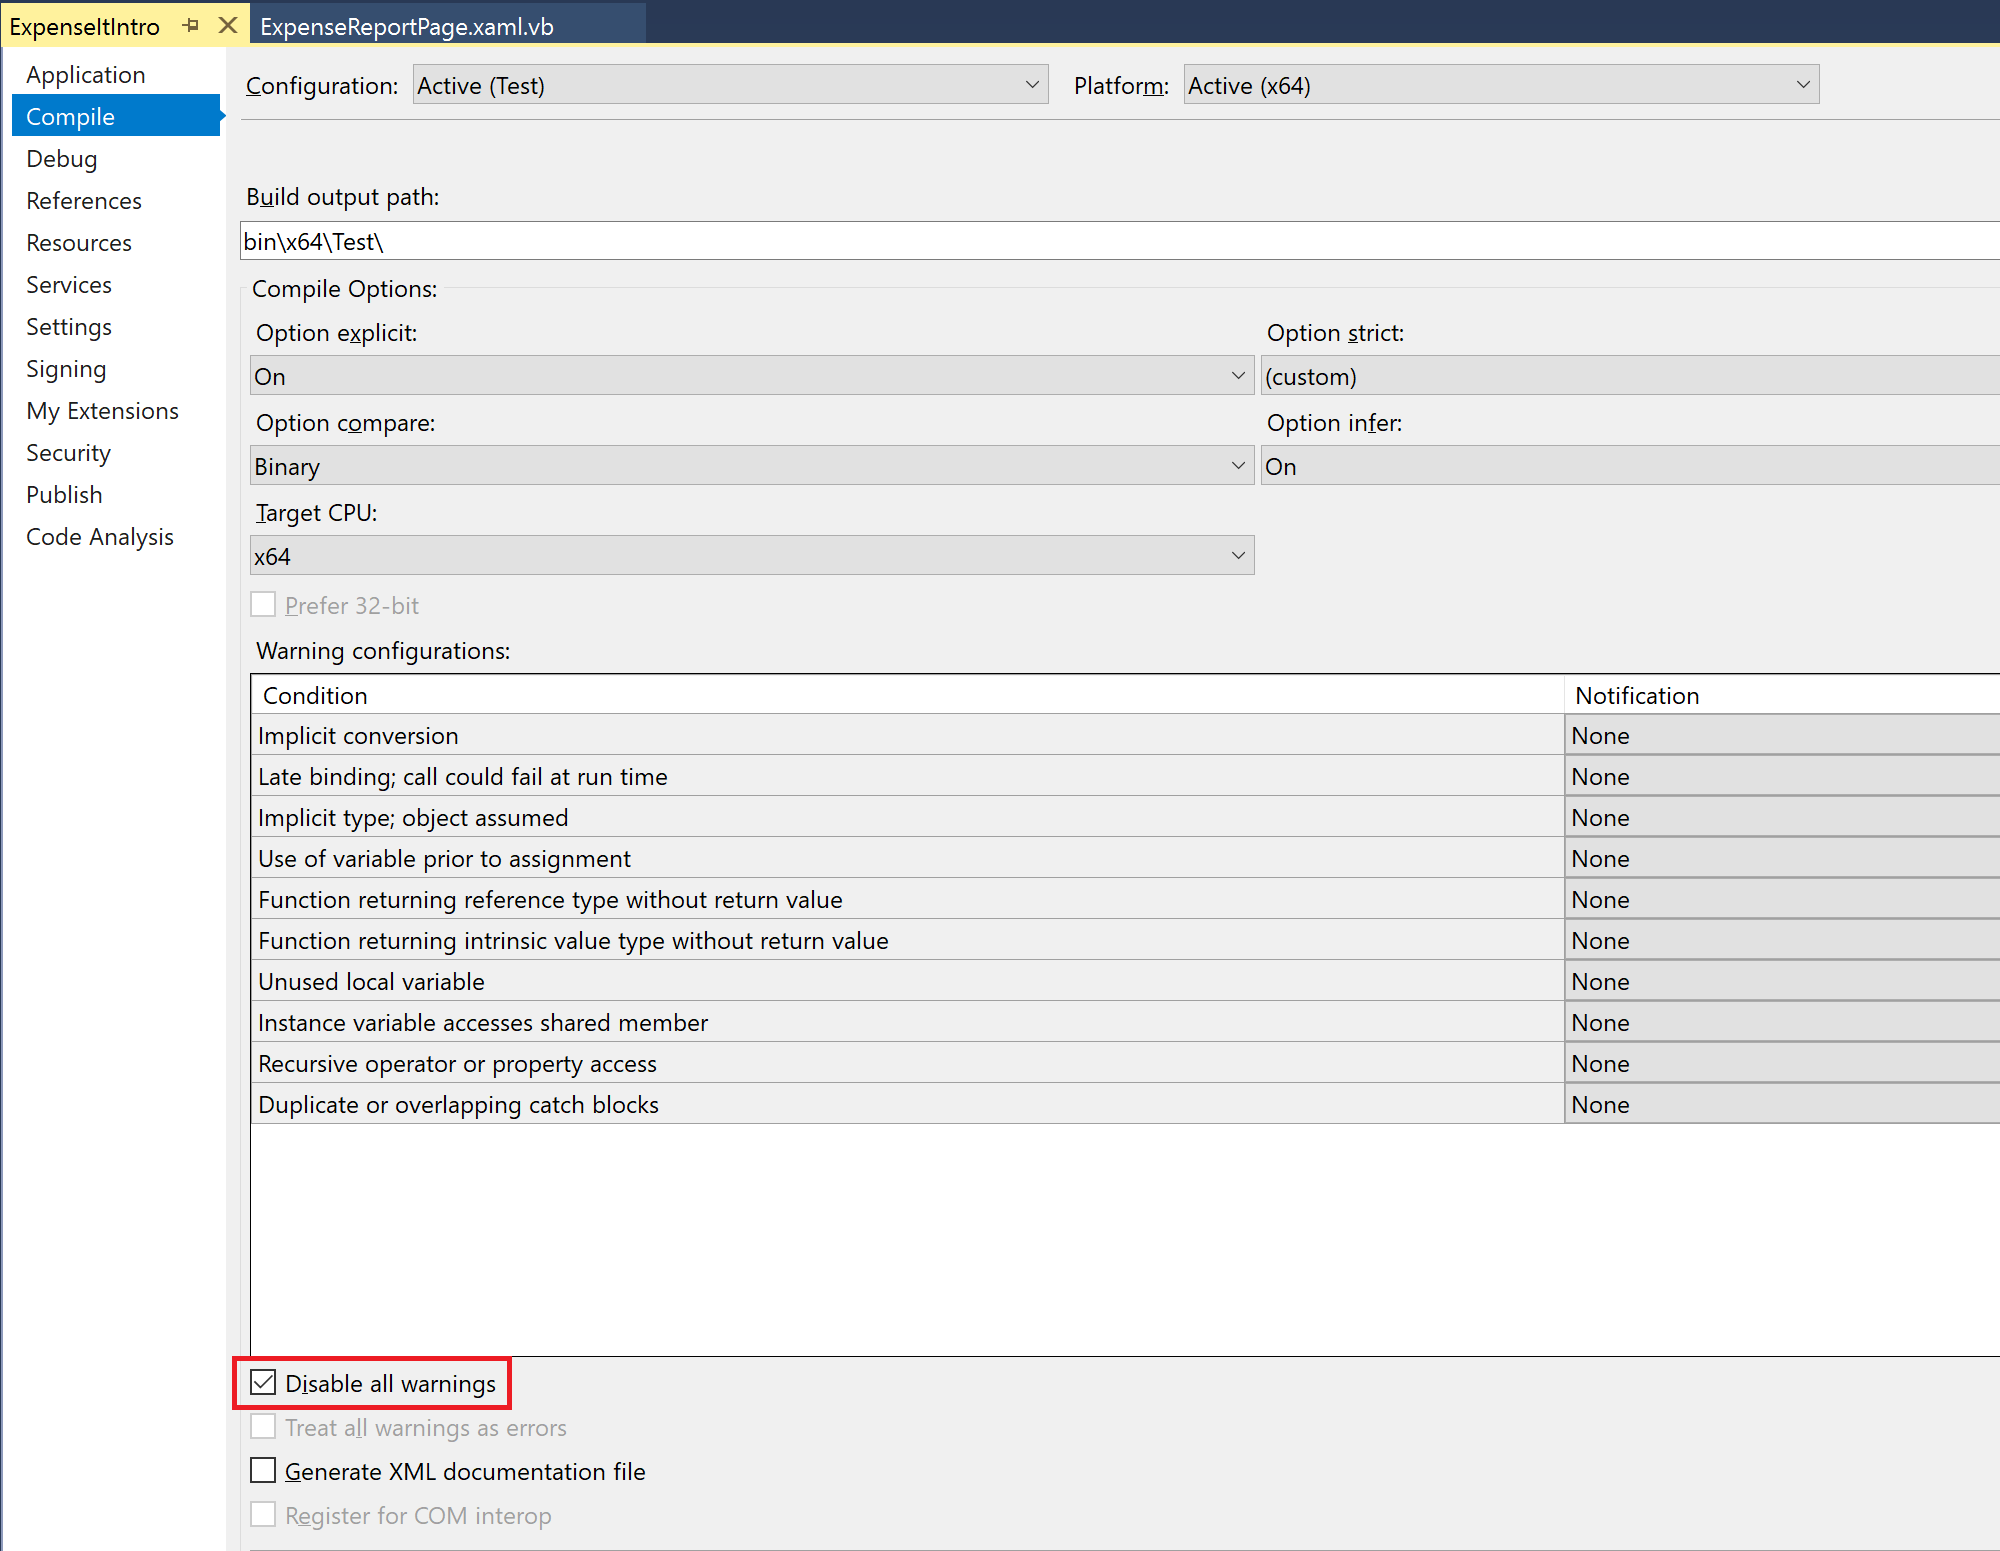 ExpenseItIntro
ExpenseReportPage.xaml.vb
Application
Compile
Debug
References
Resources
Services
Settings
Signing
My Extensions
Security
Publish
Code Analysis
Configuration: Active (Test) Platform: Active (x64)
Build output path:
bin\x64\Test\
Compile Options:
Option explicit: Option strict:
On (custom)
Option compare: Option infer:
Binary On
Target CPU:
x64
Prefer 32-bit
Warning configurations:
Condition Notification
Implicit conversion None
Late binding; call could fail at run time None
Implicit type; object assumed None
Use of variable prior to assignment None
Function returning reference type without return value None
Function returning intrinsic value type without return value None
Unused local variable None
Instance variable accesses shared member None
Recursive operator or property access None
Duplicate or overlapping catch blocks None
Disable all warnings
Treat all warnings as errors
Generate XML documentation file
Register for COM interop